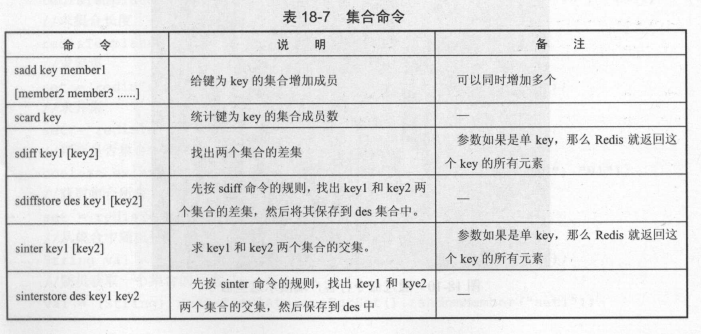 表 18-7 集合命令
命 令
说 明
备 注
sadd key member1
[member2 member3 ......]
给键为 key 的集合增加成员
可以同时增加多个
scard key
统计键为 key 的集合成员数
—
sdiff key1 [key2]
找出两个集合的差集
参数如果是单 key，那么 Redis 就返回这
个 key 的所有元素
sdiffstore des key1 [key2]
先按 sdiff 命令的规则，找出 key1 和 key2 两
个集合的差集，然后将其保存到 des 集合中。
—
sinter key1 [key2]
求 key1 和 key2 两个集合的交集。
参数如果是单 key，那么 Redis 就返回这
个 key 的所有元素
sinterstore des key1 key2
先按 sinter 命令的规则，找出 key1 和 kye2
两个集合的交集，然后保存到 des 中
—